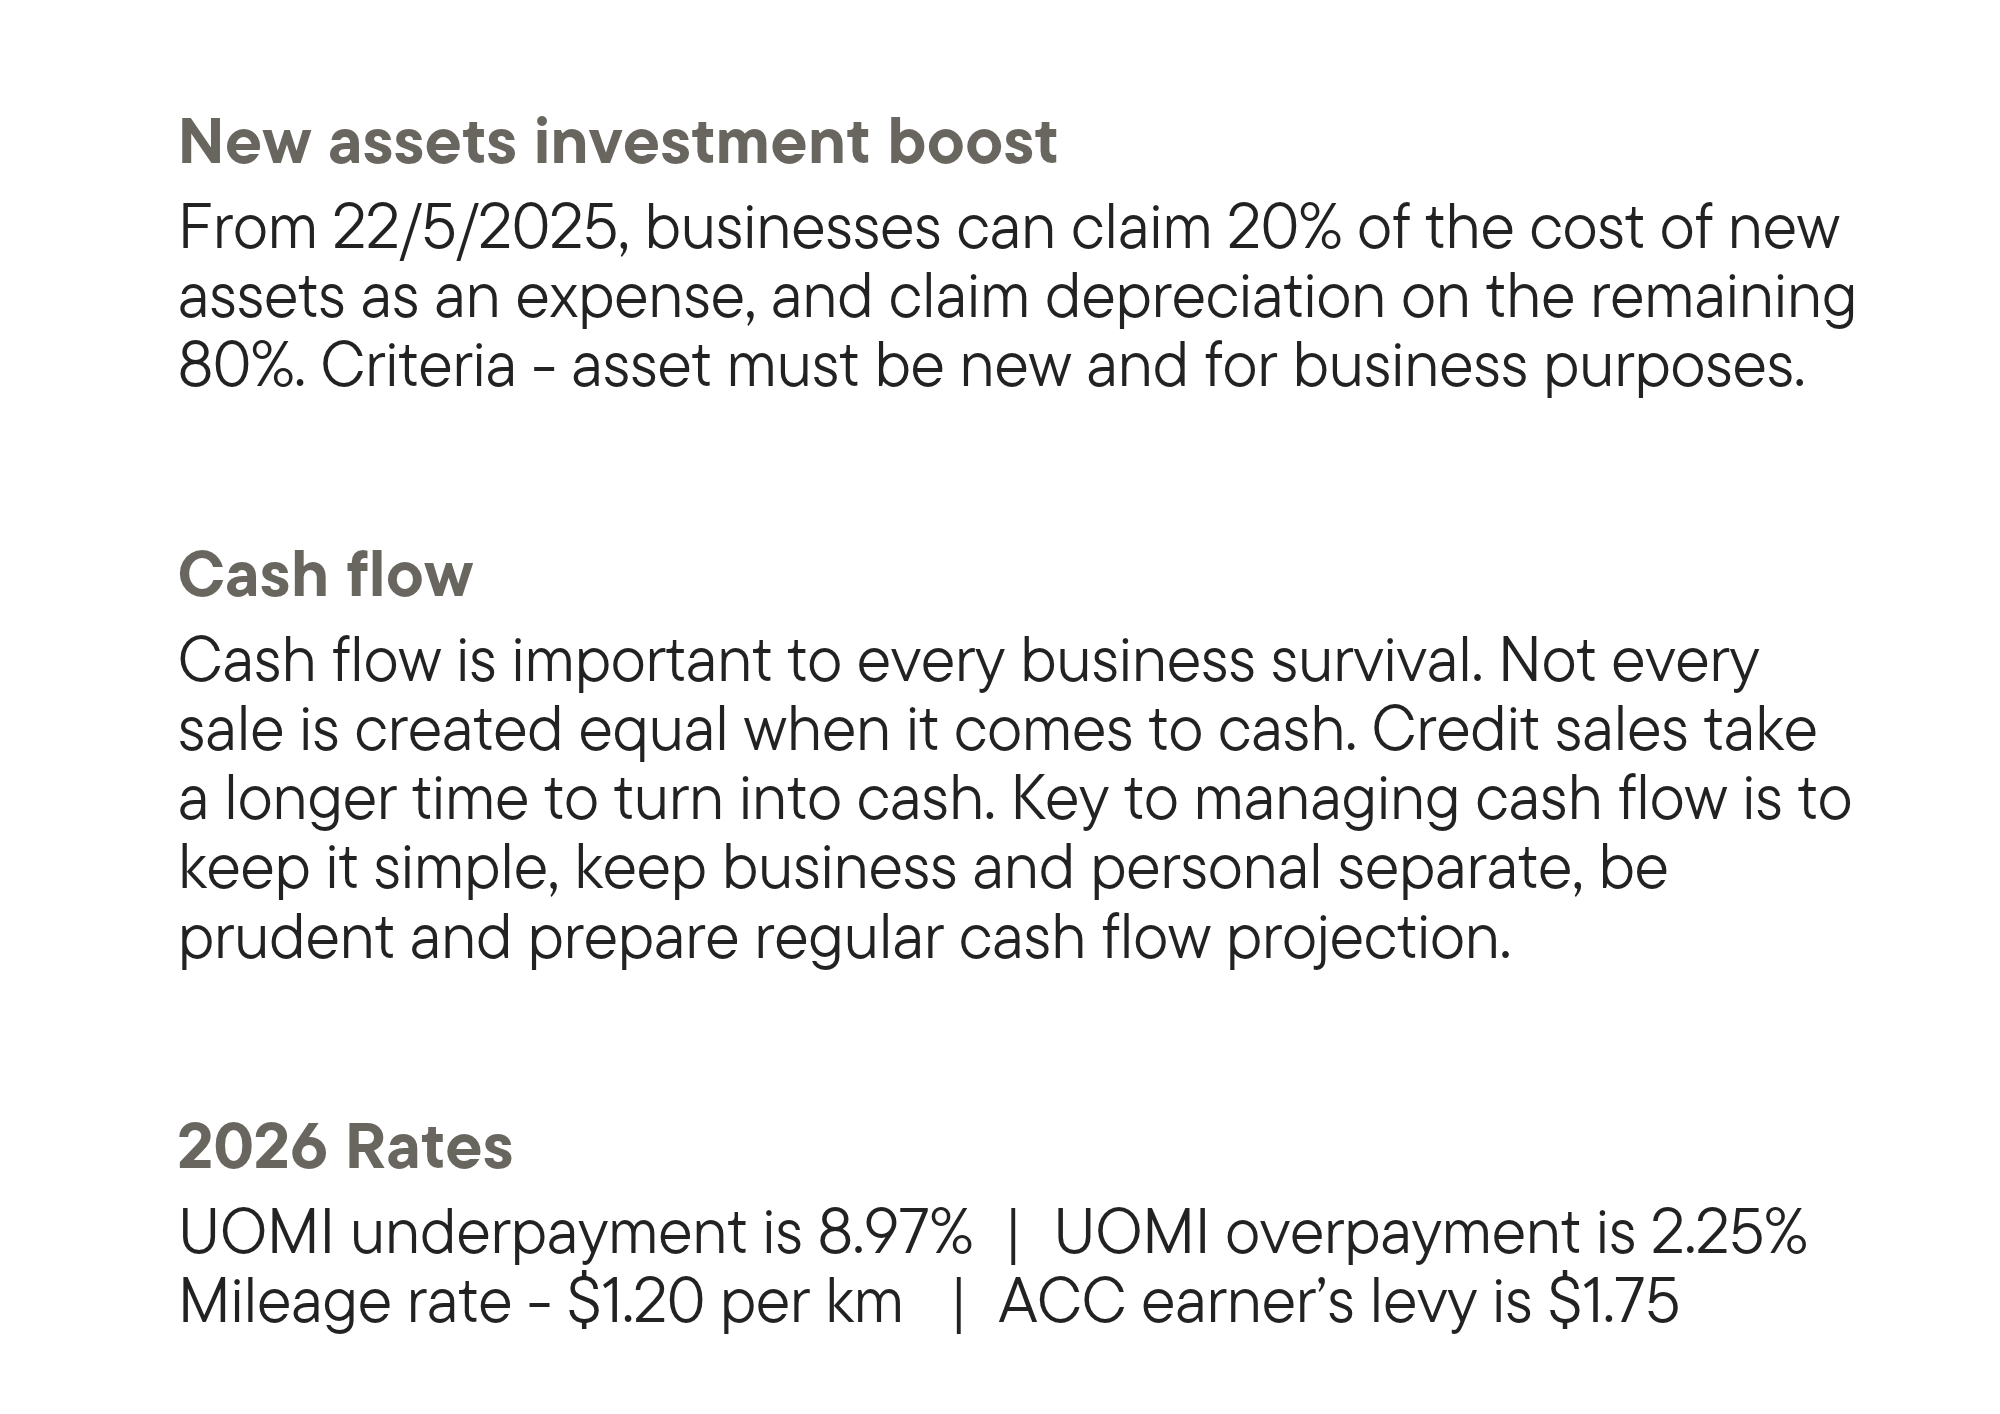 New assets investment boost
From 22/5/2025, businesses can claim 20% of the cost of new
assets as an expense, and claim depreciation on the remaining
80%. Criteria - asset must be new and for business purposes.
Cash flow
Cash flow is important to every business survival. Not every
sale is created equal when it comes to cash. Credit sales take
a longer time to turn into cash. Key to managing cash flow is to
keep it simple, keep business and personal separate, be
prudent and prepare regular cash flow projection.
2026 Rates
UOMI underpayment is 8.97% | UOMI overpayment is 2.25%
Mileage rate - $1.20 per km | ACC earner’s levy is $1.75